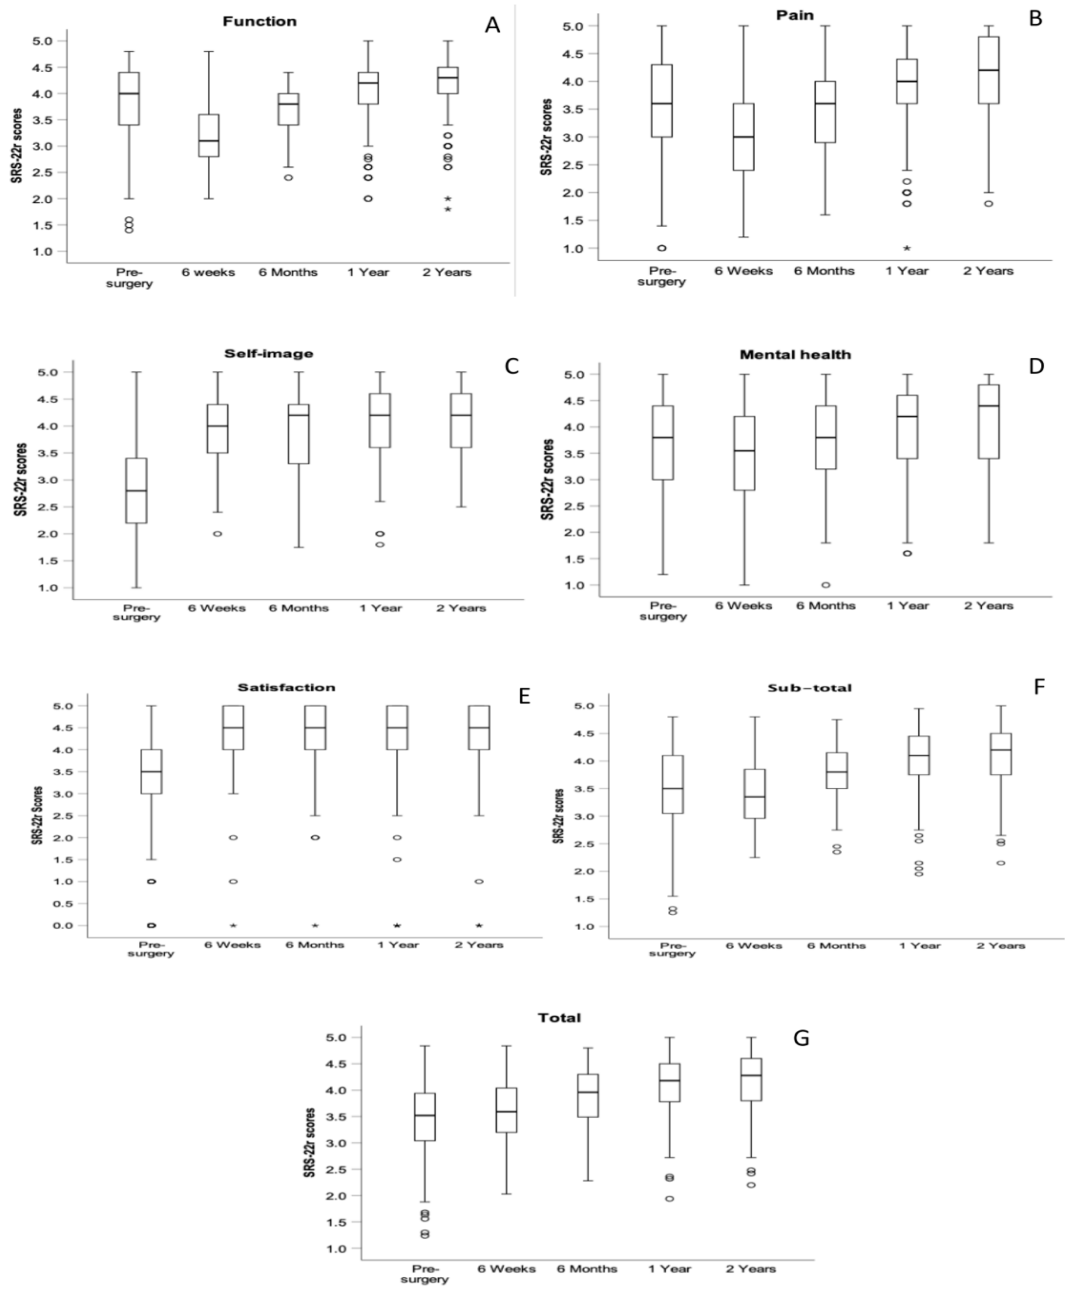 Function
A
SRS-22r scores
5.0
4.5
4.0
3.5
3.0
2.5
2.0
1.5
1.0
Pre-
surgery
6 weeks
6 Months
1 Year
2 Years
Pain
B
SRS-22r scores
5.0
4.5
4.0
3.5
3.0
2.5
2.0
1.5
1.0
Pre-
surgery
6 Weeks
6 Months
1 Year
2 Years
Self-image
C
SRS-22r scores
5.0
4.5
4.0
3.5
3.0
2.5
2.0
1.5
1.0
Pre-
surgery
6 Weeks
6 Months
1 Year
2 Years
Mental health
D
SRS-22r scores
5.0
4.5
4.0
3.5
3.0
2.5
2.0
1.5
1.0
Pre-
surgery
6 Weeks
6 Months
1 Year
2 Years
Satisfaction
E
SRS-22r Scores
5.0
4.5
4.0
3.5
3.0
2.5
2.0
1.5
1.0
0.5
0.0
Pre-
surgery
6 Weeks
6 Months
1 Year
2 Years
Sub-total
F
SRS-22r scores
5.0
4.5
4.0
3.5
3.0
2.5
2.0
1.5
1.0
Pre-
surgery
6 Weeks
6 Months
1 Year
2 Years
Total
G
SRS-22r scores
5.0
4.5
4.0
3.5
3.0
2.5
2.0
1.5
1.0
Pre-
surgery
6 Weeks
6 Months
1 Year
2 Years